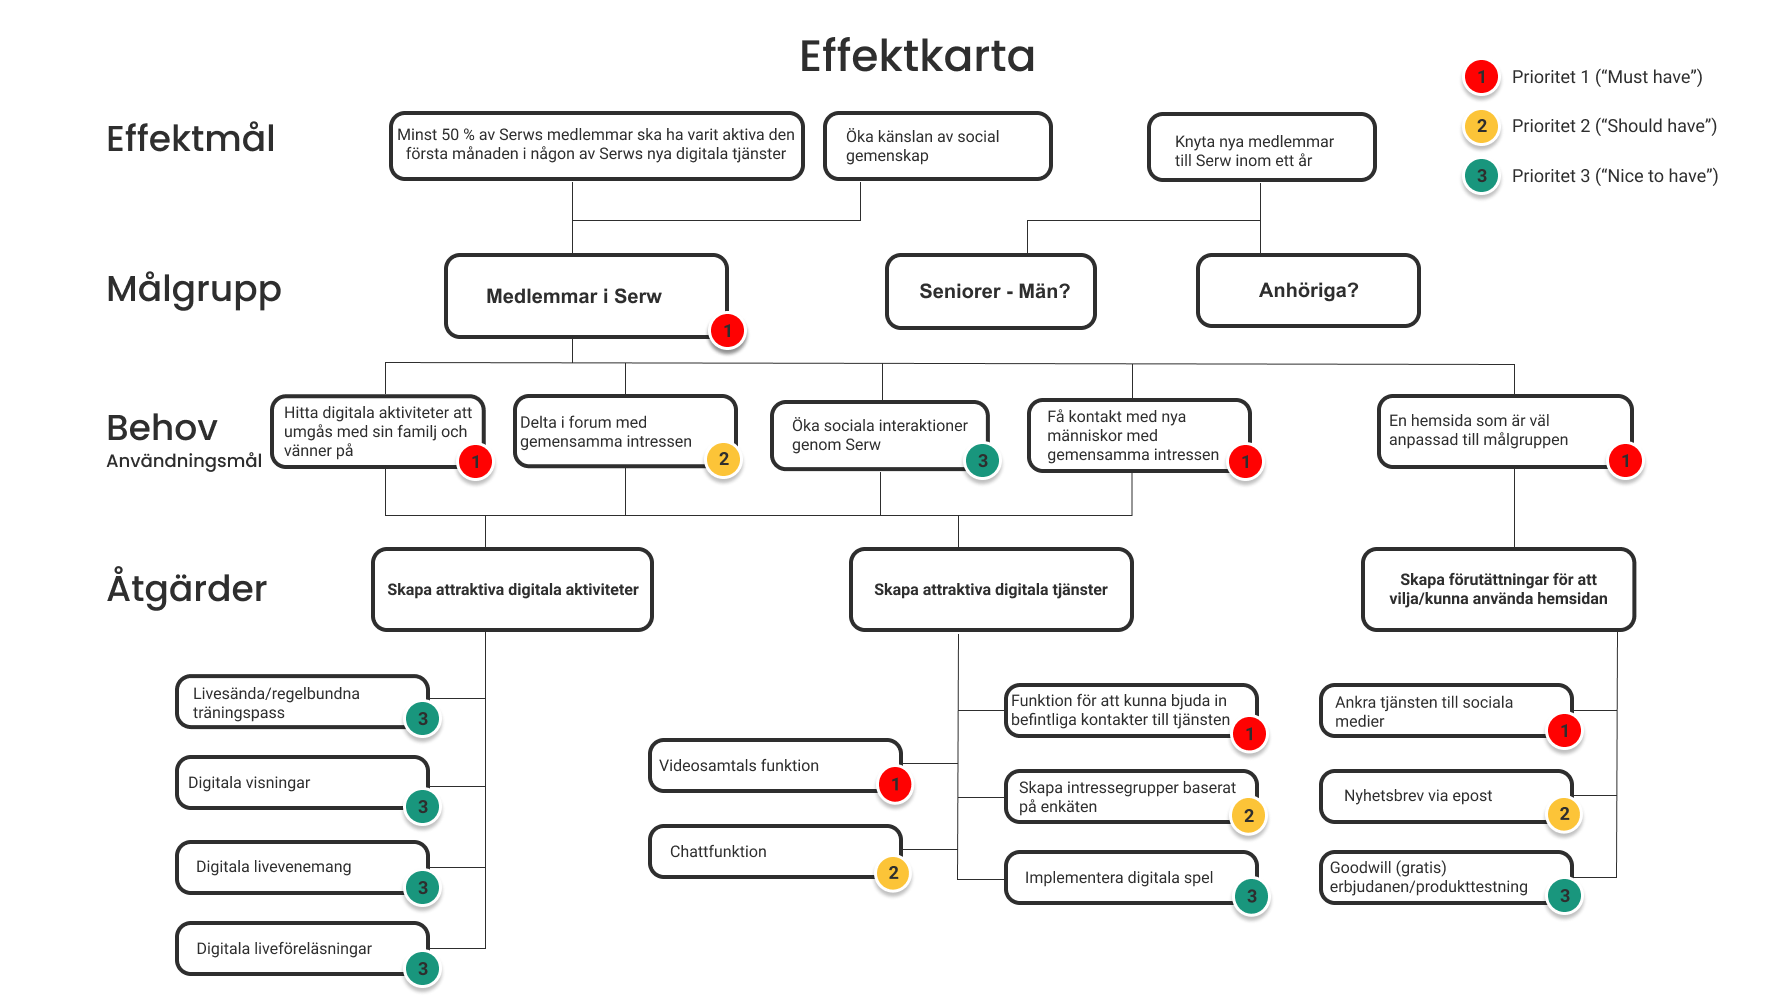 Effektkarta
1 Prioritet 1 (“Must have”)
2 Prioritet 2 (“Should have”)
3 Prioritet 3 (“Nice to have”)
Effektmål
Minst 50 % av Serws medlemmar ska ha varit aktiva den
första månaden i någon av Serws nya digitala tjänster
Öka känslan av social
gemenskap
Knyta nya medlemmar
till Serw inom ett år
Målgrupp
Medlemmar i Serw
1
Seniorer - Män?
Anhöriga?
Behov
Användningsmål
Hitta digitala aktiviteter att
umgås med sin familj och
vänner på
1
Delta i forum med
gemensamma intressen
2
Öka sociala interaktioner
genom Serw
3
Få kontakt med nya
människor med
gemensamma intressen
1
En hemsida som är väl
anpassad till målgruppen
1
Åtgärder
Skapa attraktiva digitala aktiviteter
Skapa attraktiva digitala tjänster
Skapa förutättningar för att
vilja/kunna använda hemsidan
Livesända/regelbundna
träningspass
3
Digitala visningar
3
Digitala livevenemang
3
Digitala liveföreläsningar
3
Videosamtals funktion
1
Chattfunktion
2
Funktion för att kunna bjuda in
befintliga kontakter till tjänsten
1
Skapa intressegrupper baserat
på enkäten
2
Implementera digitala spel
3
Ankra tjänsten till sociala
medier
1
Nyhetsbrev via epost
2
Goodwill (gratis)
erbjudanen/produkttestning
3